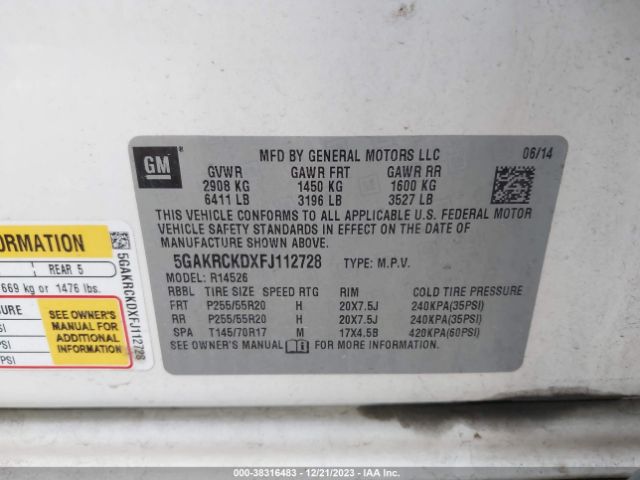 GM ®
MFD BY GENERAL MOTORS LLC 06/14
GVWR GAWR FRT GAWR RR
2908 KG 1450 KG 1600 KG
6411 LB 3196 LB 3527 LB
THIS VEHICLE CONFORMS TO ALL APPLICABLE U.S. FEDERAL MOTOR
VEHICLE SAFETY STANDARDS IN EFFECT ON THE DATE OF
MANUFACTURE SHOWN ABOVE.
5GAKRCKDXFJ112728 TYPE: M.P.V.
MODEL: R14526
RBBL TIRE SIZE SPEED RTG RIM COLD TIRE PRESSURE
FRT P255/55R20 H 20X7.5J 240KPA(35PSI)
RR P255/55R20 H 20X7.5J 240KPA(35PSI)
SPA T145/70R17 M 17X4.5B 420KPA(60PSI)
SEE OWNER'S MANUAL FOR MORE INFORMATION.
ORMATION
REAR 5
669 kg or 1476 lbs.
SURE
SEE OWNER'S
MANUAL FOR
ADDITIONAL
INFORMATION
PSI
PSI
PSI
5GAKRCKDXFJ112728
000-38316483 - 12/21/2023 - IAA Inc.